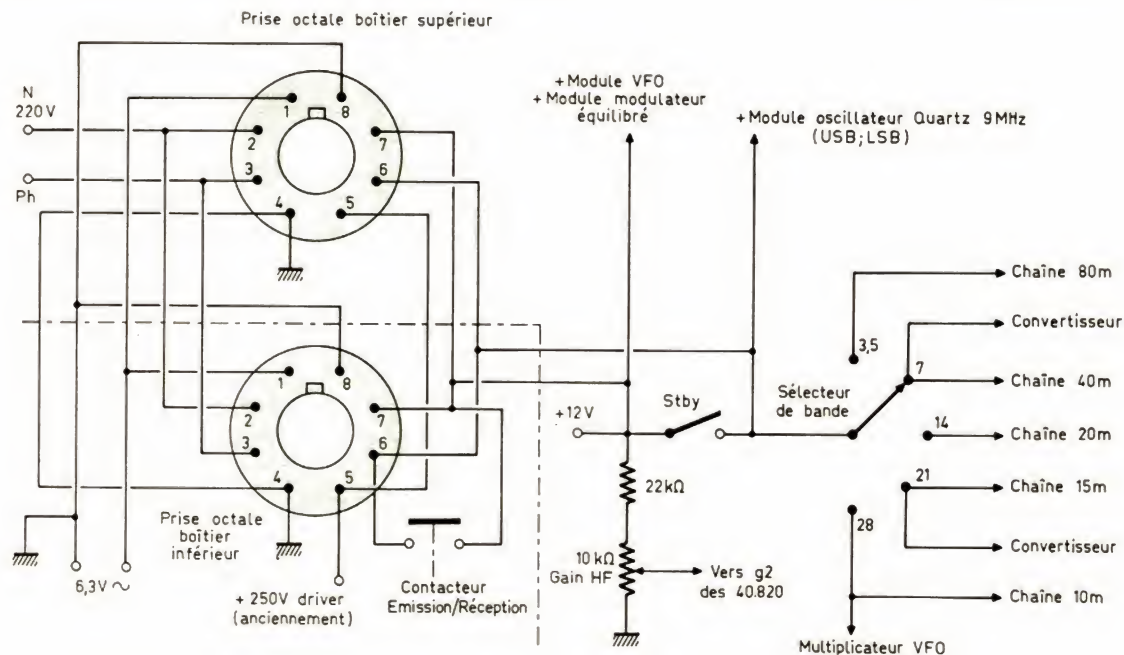 Prise octale boîtier supérieur
N
220V
Ph
1
8
2
7
3
6
4
5
+Module VFO
+Module modulateur
équilibré
+Module oscillateur Quartz 9MHz
(USB;LSB)
Chaîne 80m
Convertisseur
3,5
7
Chaîne 40m
Sélecteur
de bande
14
Chaîne 20m
21
Chaîne 15m
28
Convertisseur
Chaîne 10m
Multiplicateur VFO
+12V
Stby
22kΩ
10kΩ
Gain HF
Vers g2
des 40.820
1
8
2
7
3
6
4
5
Prise octale
boîtier
inférieur
6,3V ~
+ 250V driver
(anciennement)
Contacteur
Emission/Réception